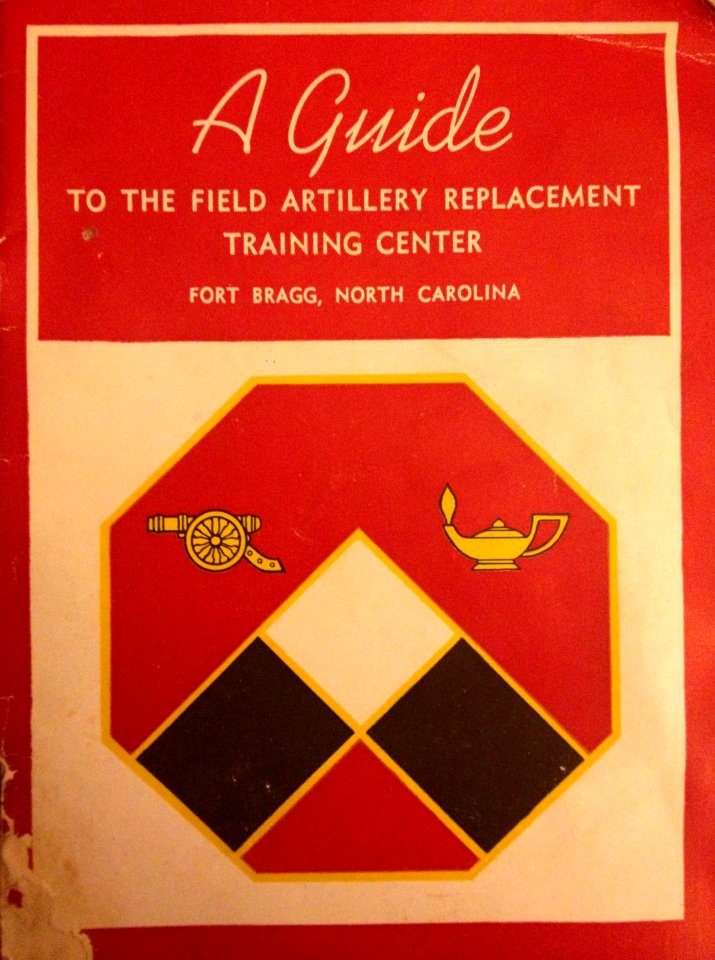 A Guide
TO THE FIELD ARTILLERY REPLACEMENT
TRAINING CENTER
FORT BRAGG, NORTH CAROLINA